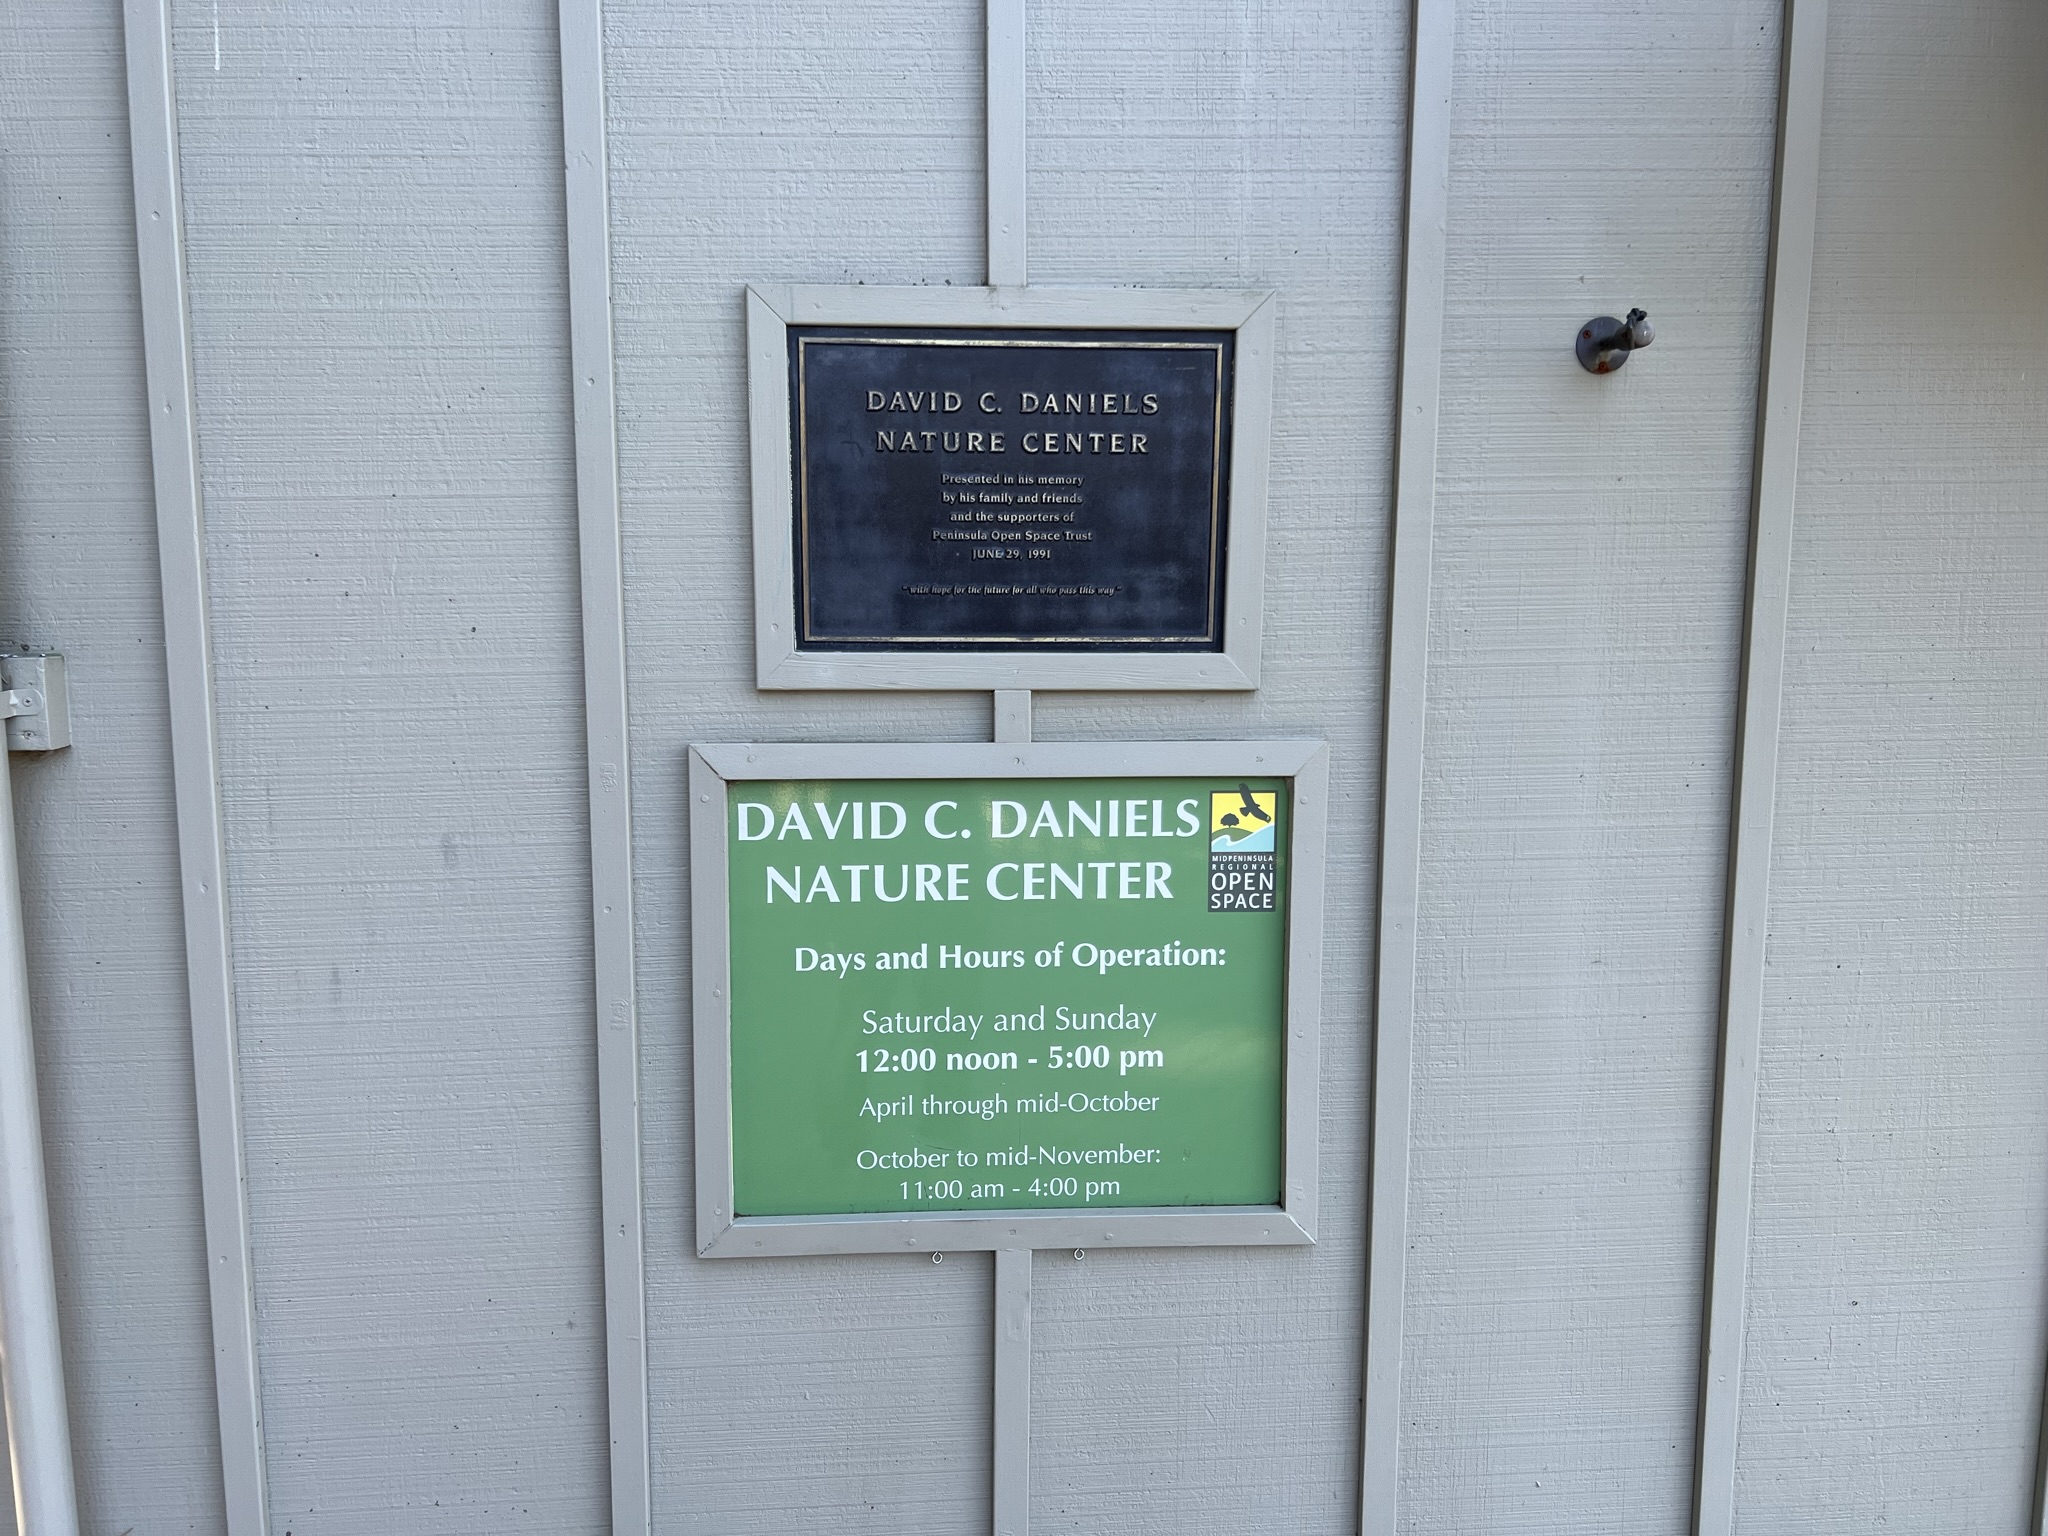 DAVID C. DANIELS
NATURE CENTER
Presented in his memory
by his family and friends
and the supporters of
Peninsula Open Space Trust
JUNE 29, 1991
"with hope for the future for all who pass this way"
DAVID C. DANIELS
NATURE CENTER
MIDPENINSULA
REGIONAL
OPEN
SPACE
Days and Hours of Operation:
Saturday and Sunday
12:00 noon - 5:00 pm
April through mid-October
October to mid-November:
11:00 am - 4:00 pm